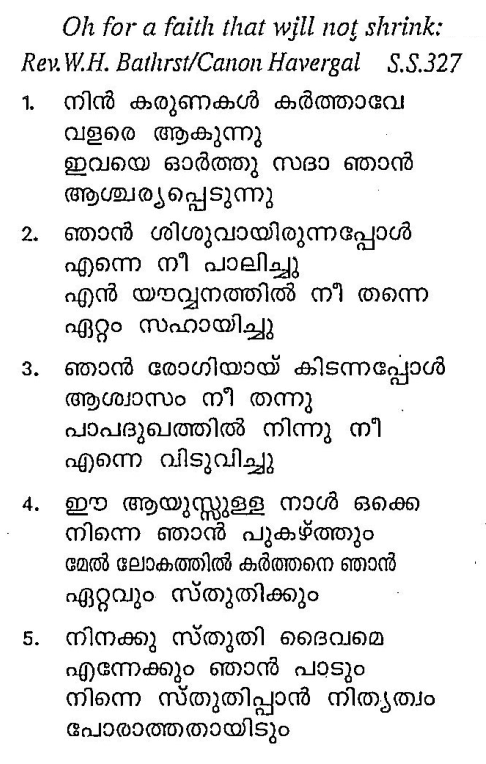 Oh for a faith that will not shrink:
Rev. W.H. Bathrst/Canon Havergal S.S.327
1. നിൻ കരുണകൾ കർത്താവേ
വളരെ ആകുന്നു
ഇവയെ ഓർത്തു സദാ ഞാൻ
ആശ്ചര്യപ്പെടുന്നു
2. ഞാൻ ശിശുവായിരുന്നപ്പോൾ
എന്നെ നീ പാലിച്ചു
എൻ യൗവ്വനത്തിൽ നീ തന്നെ
ഏറ്റം സഹായിച്ചു
3. ഞാൻ രോഗിയായ് കിടന്നപ്പോൾ
ആശ്വാസം നീ തന്നു
പാപദുഖത്തിൽ നിന്നു നീ
എന്നെ വിടുവിച്ചു
4. ഈ ആയുസ്സുള്ള നാൾ ഒക്കെ
നിന്നെ ഞാൻ പുകഴ്ത്തും
മേൽ ലോകത്തിൽ കർത്തനെ ഞാൻ
ഏറ്റവും സ്തുതിക്കും
5. നിനക്കു സ്തുതി ദൈവമെ
എന്നേക്കും ഞാൻ പാടും
നിന്നെ സ്തുതിപ്പാൻ നിത്യത്വം
പോരാത്തതായിടും